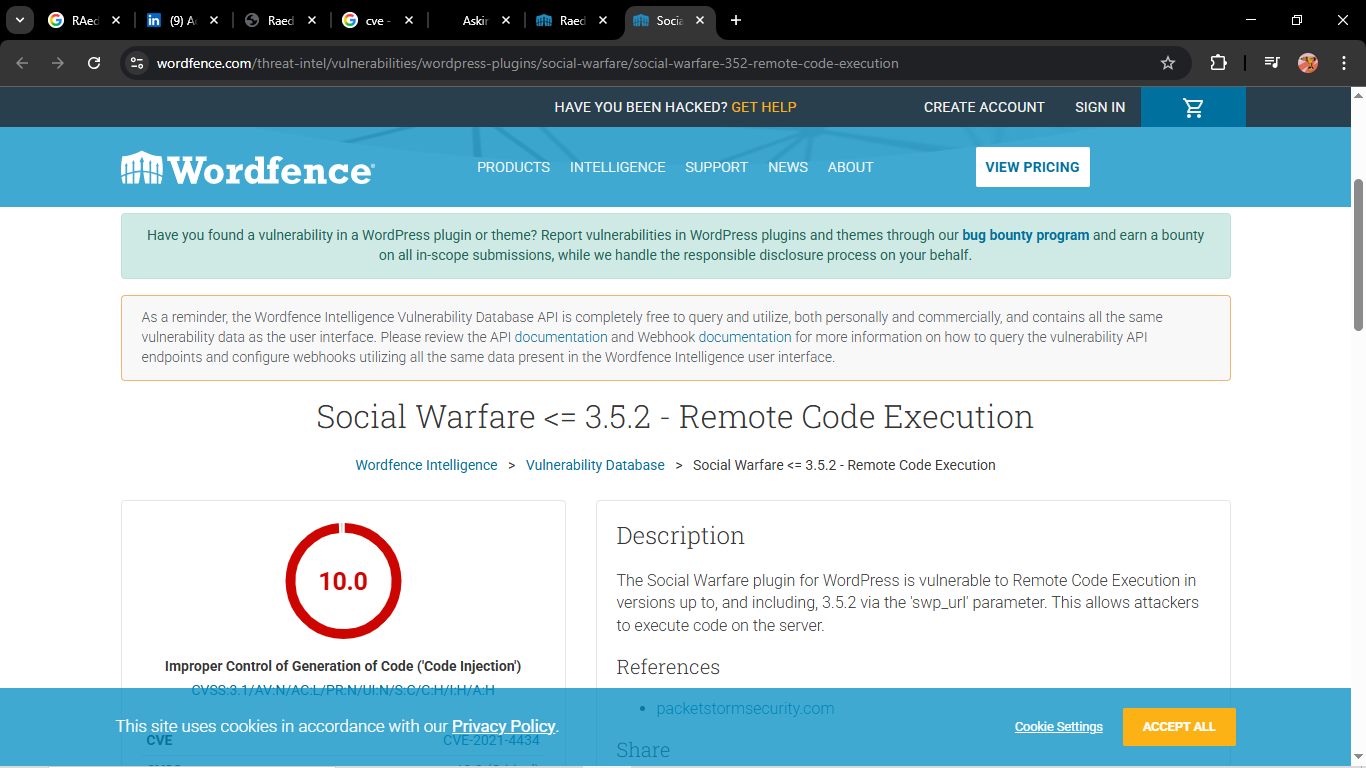 RAed
(9) Ac
Raed
cve -
Askir
Raed
Socia
wordfence.com/threat-intel/vulnerabilities/wordpress-plugins/social-warfare/social-warfare-352-remote-code-execution
HAVE YOU BEEN HACKED? GET HELP
CREATE ACCOUNT
SIGN IN
Wordfence
PRODUCTS
INTELLIGENCE
SUPPORT
NEWS
ABOUT
VIEW PRICING
Have you found a vulnerability in a WordPress plugin or theme? Report vulnerabilities in WordPress plugins and themes through our bug bounty program and earn a bounty
on all in-scope submissions, while we handle the responsible disclosure process on your behalf.
As a reminder, the Wordfence Intelligence Vulnerability Database API is completely free to query and utilize, both personally and commercially, and contains all the same
vulnerability data as the user interface. Please review the API documentation and Webhook documentation for more information on how to query the vulnerability API
endpoints and configure webhooks utilizing all the same data present in the Wordfence Intelligence user interface.
Social Warfare <= 3.5.2 - Remote Code Execution
Wordfence Intelligence > Vulnerability Database > Social Warfare <= 3.5.2 - Remote Code Execution
10.0
Improper Control of Generation of Code ('Code Injection')
CVSS:3.1/AV:N/AC:L/PR:N/UI:N/S:C/C:H/I:H/A:H
CVE
CVE-2021-4434
Description
The Social Warfare plugin for WordPress is vulnerable to Remote Code Execution in
versions up to, and including, 3.5.2 via the 'swp_url' parameter. This allows attackers
to execute code on the server.
References
packetstormsecurity.com
Share
This site uses cookies in accordance with our Privacy Policy.
Cookie Settings
ACCEPT ALL